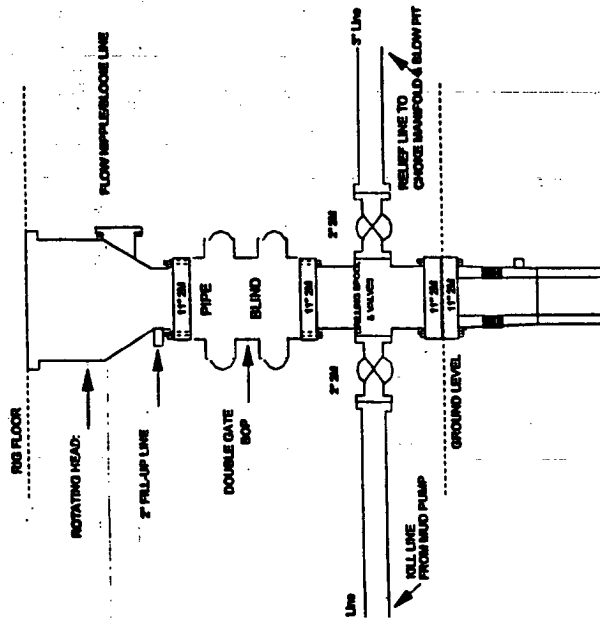 RIG FLOOR
FLOW NIPPLE/BLOOIE LINE
ROTATING HEAD:
2" FILL-UP LINE
11" 2M
PIPE
DOUBLE GATE
BOP
BLIND
11" 2M
2" 2M
DRILLING SPOOL
& VALVES
2" 2M
Line
3" Line
KILL LINE
FROM MUD PUMP
RELIEF LINE TO
CHOKE MANIFOLD & BLOW PIT
11" 2M
11" 2M
GROUND LEVEL